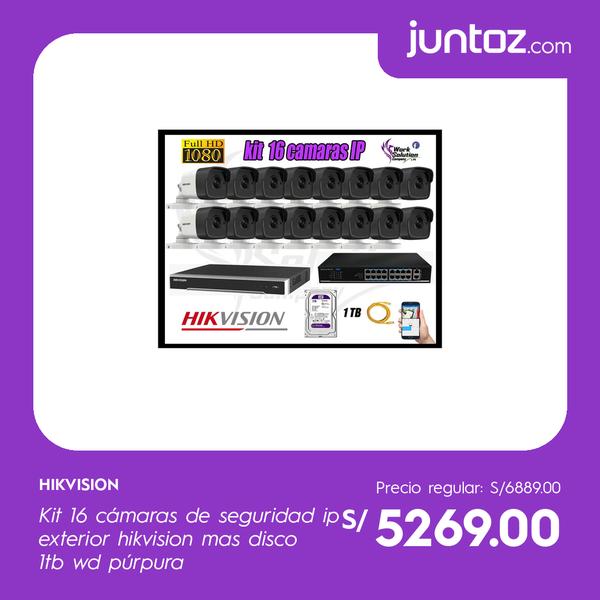 juntoz.com
Full HD
1080
kit 16 camaras IP
Work
Solution
Company
HIKVISION
1 TB
HIKVISION
Precio regular: S/6889.00
Kit 16 cámaras de seguridad ip
exterior hikvision mas disco
1tb wd púrpura
S/ 5269.00